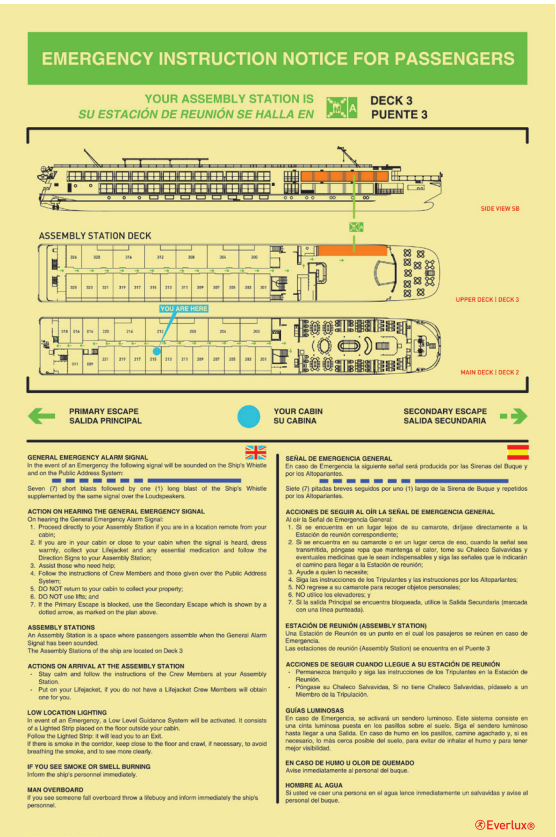 EMERGENCY INSTRUCTION NOTICE FOR PASSENGERS
YOUR ASSEMBLY STATION IS
SU ESTACIÓN DE REUNIÓN SE HALLA EN
A
DECK 3
PUENTE 3
SIDE VIEW SB
ASSEMBLY STATION DECK
UPPER DECK | DECK 3
YOU ARE HERE
MAIN DECK | DECK 2
PRIMARY ESCAPE
SALIDA PRINCIPAL
YOUR CABIN
SU CABINA
SECONDARY ESCAPE
SALIDA SECUNDARIA
GENERAL EMERGENCY ALARM SIGNAL
In the event of an Emergency the following signal will be sounded on the Ship's Whistle
and on the Public Address System:
Seven (7) short blasts followed by one (1) long blast of the Ship's Whistle
supplemented by the same signal over the Loudspeakers.
ACTION ON HEARING THE GENERAL EMERGENCY SIGNAL
On hearing the General Emergency Alarm Signal:
1. Proceed directly to your Assembly Station if you are in a location remote from your
cabin;
2. If you are in your cabin or close to your cabin when the signal is heard, dress
warmly, collect your Lifejacket and any essential medication and follow the
Direction Signs to your Assembly Station;
3. Assist those who need help;
4. Follow the instructions of Crew Members and those given over the Public Address
System;
5. DO NOT return to your cabin to collect your property;
6. DO NOT use lifts; and
7. If the Primary Escape is blocked, use the Secondary Escape which is shown by a
dotted arrow, as marked on the plan above.
ASSEMBLY STATIONS
An Assembly Station is a space where passengers assemble when the General Alarm
Signal has been sounded.
The Assembly Stations of the ship are located on Deck 3
ACTIONS ON ARRIVAL AT THE ASSEMBLY STATION
- Stay calm and follow the instructions of the Crew Members at your Assembly
Station.
- Put on your Lifejacket, if you do not have a Lifejacket Crew Members will obtain
one for you.
LOW LOCATION LIGHTING
In event of an Emergency, a Low Level Guidance System will be activated. It consists
of a Lighted Strip placed on the floor outside your cabin.
Follow the Lighted Strip: it will lead you to an Exit.
If there is smoke in the corridor, keep close to the floor and crawl, if necessary, to avoid
breathing the smoke, and to see more clearly.
IF YOU SEE SMOKE OR SMELL BURNING
Inform the ship's personnel immediately.
MAN OVERBOARD
If you see someone fall overboard throw a lifebuoy and inform immediately the ship's
personnel.
SEÑAL DE EMERGENCIA GENERAL
En caso de Emergencia la siguiente señal será producida por las Sirenas del Buque y
por los Altoparlantes.
Siete (7) pitadas breves seguidos por uno (1) largo de la Sirena de Buque y repetidos
por los Altoparlantes.
ACCIONES DE SEGUIR AL OÍR LA SEÑAL DE EMERGENCIA GENERAL
Al oír la Señal de Emergencia General:
1. Si se encuentra en un lugar lejos de su camarote, diríjase directamente a la
Estación de reunión correspondiente;
2. Si se encuentra en su camarote o en un lugar cerca de eso, cuando la señal sea
transmitida, póngase ropa que mantenga el calor, tome su Chaleco Salvavidas y
eventuales medicinas que le sean indispensables y siga las señales que le indicarán
el camino para llegar a la Estación de reunión;
3. Ayude a quien lo necesite;
4. Siga las instrucciones de los Tripulantes y las instrucciones por los Altoparlantes;
5. NO regrese a su camarote para recoger objetos personales;
6. NO utilice los elevadores; y
7. Si la salida Principal se encuentra bloqueada, utilice la Salida Secundaria (marcada
con una línea punteada).
ESTACIÓN DE REUNIÓN (ASSEMBLY STATION)
Una Estación de Reunión es un punto en el cual los pasajeros se reúnen en caso de
Emergencia.
Las estaciones de reunión (Assembly Station) se encuentra en el Puente 3
ACCIONES DE SEGUIR CUANDO LLEGUE A SU ESTACIÓN DE REUNIÓN
- Permanezca tranquilo y siga las instrucciones de los Tripulantes en la Estación de
Reunión.
- Póngase su Chaleco Salvavidas, Si no tiene Chaleco Salvavidas, pídaselo a un
Miembro de la Tripulación.
GUÍAS LUMINOSAS
En caso de Emergencia, se activará un sendero luminoso. Este sistema consiste en
una cinta luminosa puesta en los pasillos sobre el suelo. Siga el sendero luminoso
hasta llegar a una Salida. En caso de humo en los pasillos, camine agachado y, si es
necesario, lo más cerca posible del suelo, para evitar de inhalar el humo y para tener
mejor visibilidad.
EN CASO DE HUMO U OLOR DE QUEMADO
Avise inmediatamente al personal del buque.
HOMBRE AL AGUA
Si usted ve caer una persona en el agua lance inmediatamente un salvavidas y avise al
personal del buque.
Everlux®